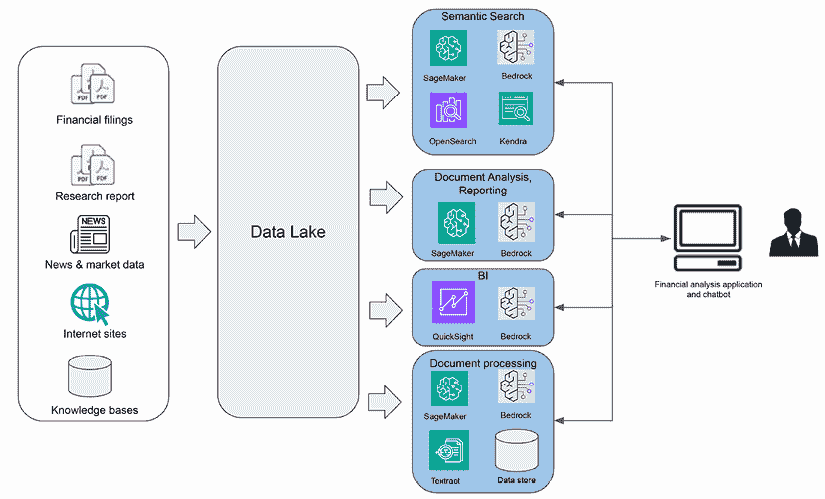 PDF
PDF
Financial filings
PDF
PDF
Research report
NEWS
News & market data
Internet sites
Knowledge bases
Data Lake
Semantic Search
SageMaker
Bedrock
OpenSearch
Kendra
Document Analysis,
Reporting
SageMaker
Bedrock
BI
QuickSight
Bedrock
Document processing
SageMaker
Bedrock
Textract
Data store
Financial analysis application
and chatbot